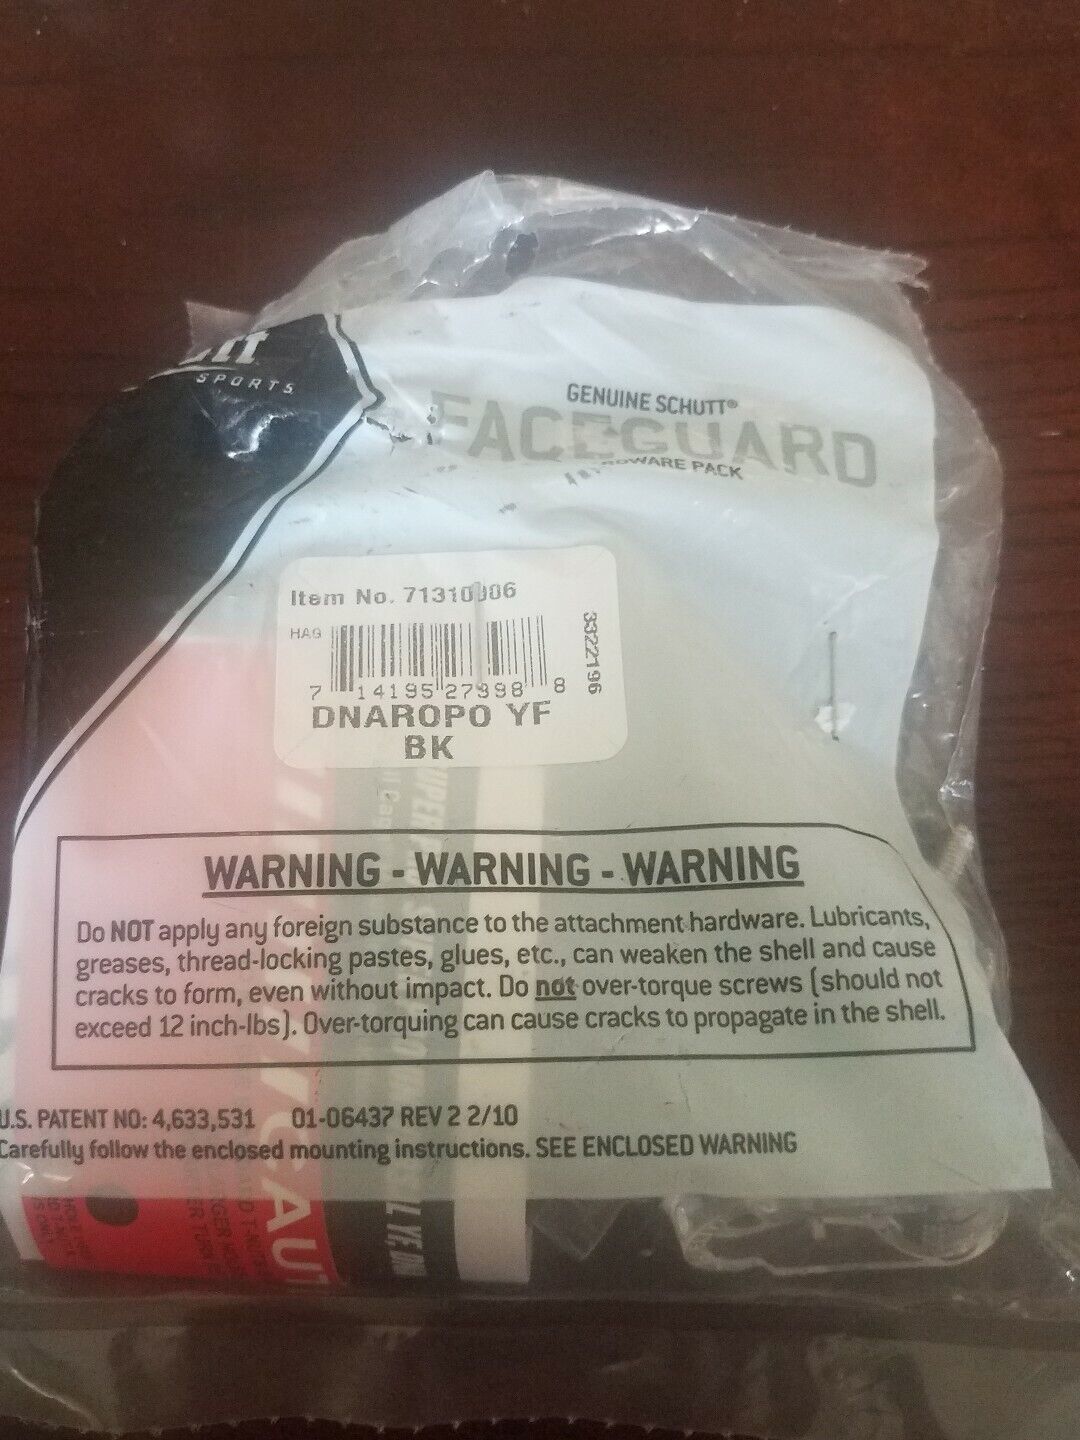 SPORTS
GENUINE SCHUTT®
FACEGUARD
HARDWARE PACK
Item No. 71310906
HAG
3322196
7 14195 27998 8
DNAROPO YF
BK
WARNING - WARNING - WARNING
Do NOT apply any foreign substance to the attachment hardware. Lubricants,
greases, thread-locking pastes, glues, etc., can weaken the shell and cause
cracks to form, even without impact. Do not over-torque screws (should not
exceed 12 inch-lbs). Over-torquing can cause cracks to propagate in the shell.
U.S. PATENT NO: 4,633,531 01-06437 REV 2 2/10
Carefully follow the enclosed mounting instructions. SEE ENCLOSED WARNING